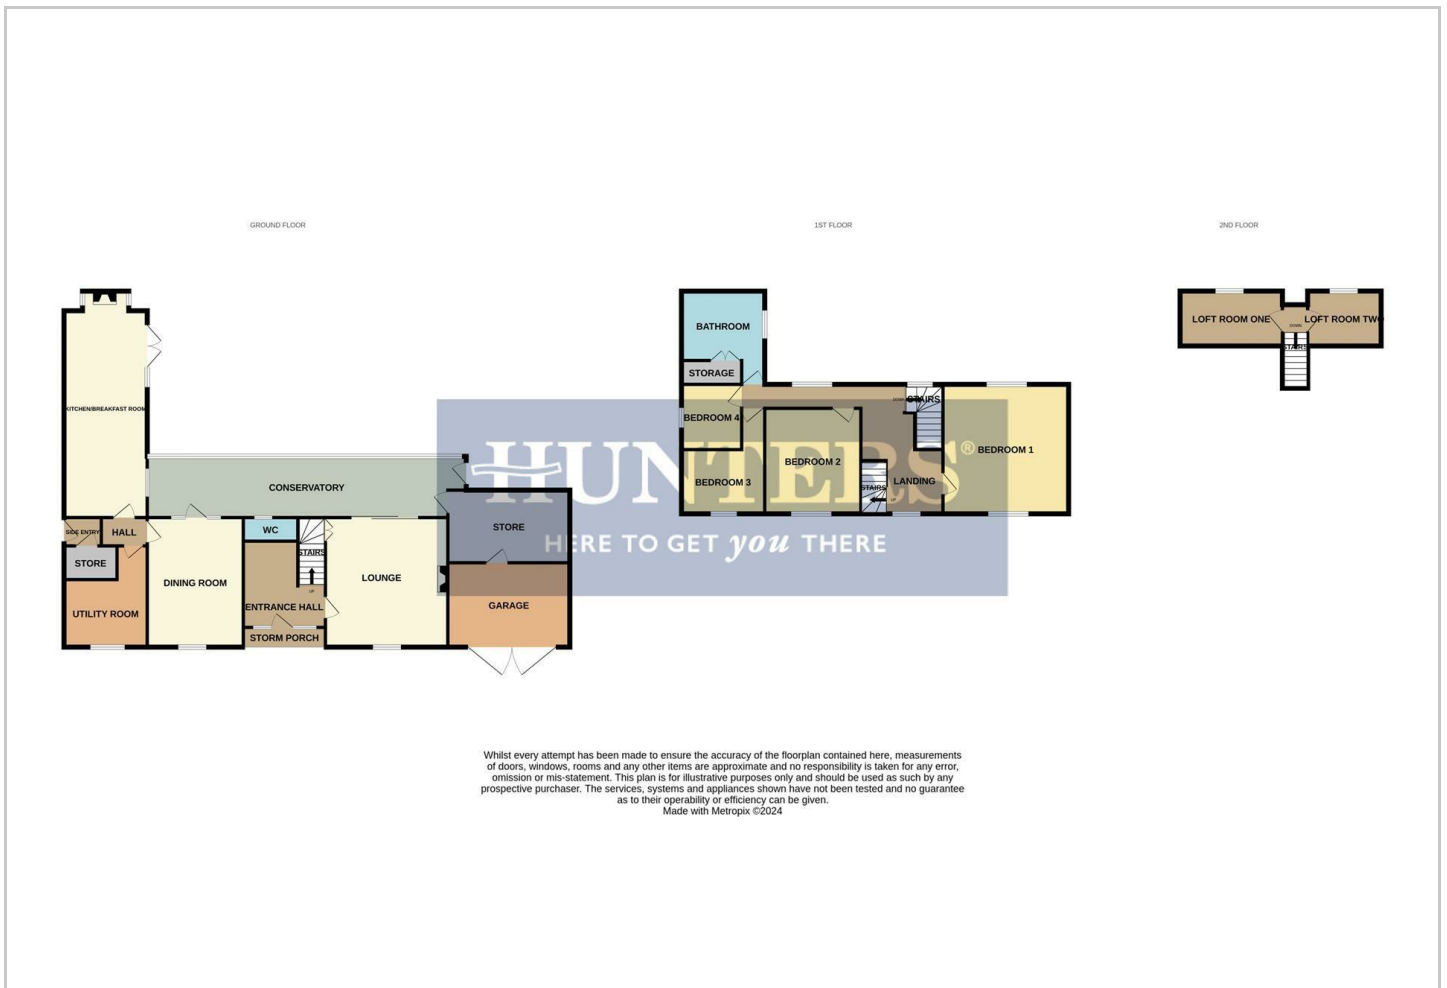 GROUND FLOOR
1ST FLOOR
2ND FLOOR
KITCHEN/BREAKFAST ROOM
CONSERVATORY
SIDE ENTRY
HALL
STORE
UTILITY ROOM
DINING ROOM
WC
STAIRS
UP
ENTRANCE HALL
STORM PORCH
LOUNGE
STORE
GARAGE
BATHROOM
STORAGE
BEDROOM 4
BEDROOM 3
BEDROOM 2
STAIRS
UP
LANDING
DOWN
STAIRS
BEDROOM 1
LOFT ROOM ONE
DOWN
STAIRS
LOFT ROOM TWO
HUNTERS®
HERE TO GET you THERE
Whilst every attempt has been made to ensure the accuracy of the floorplan contained here, measurements
of doors, windows, rooms and any other items are approximate and no responsibility is taken for any error,
omission or mis-statement. This plan is for illustrative purposes only and should be used as such by any
prospective purchaser. The services, systems and appliances shown have not been tested and no guarantee
as to their operability or efficiency can be given.
Made with Metropix ©2024